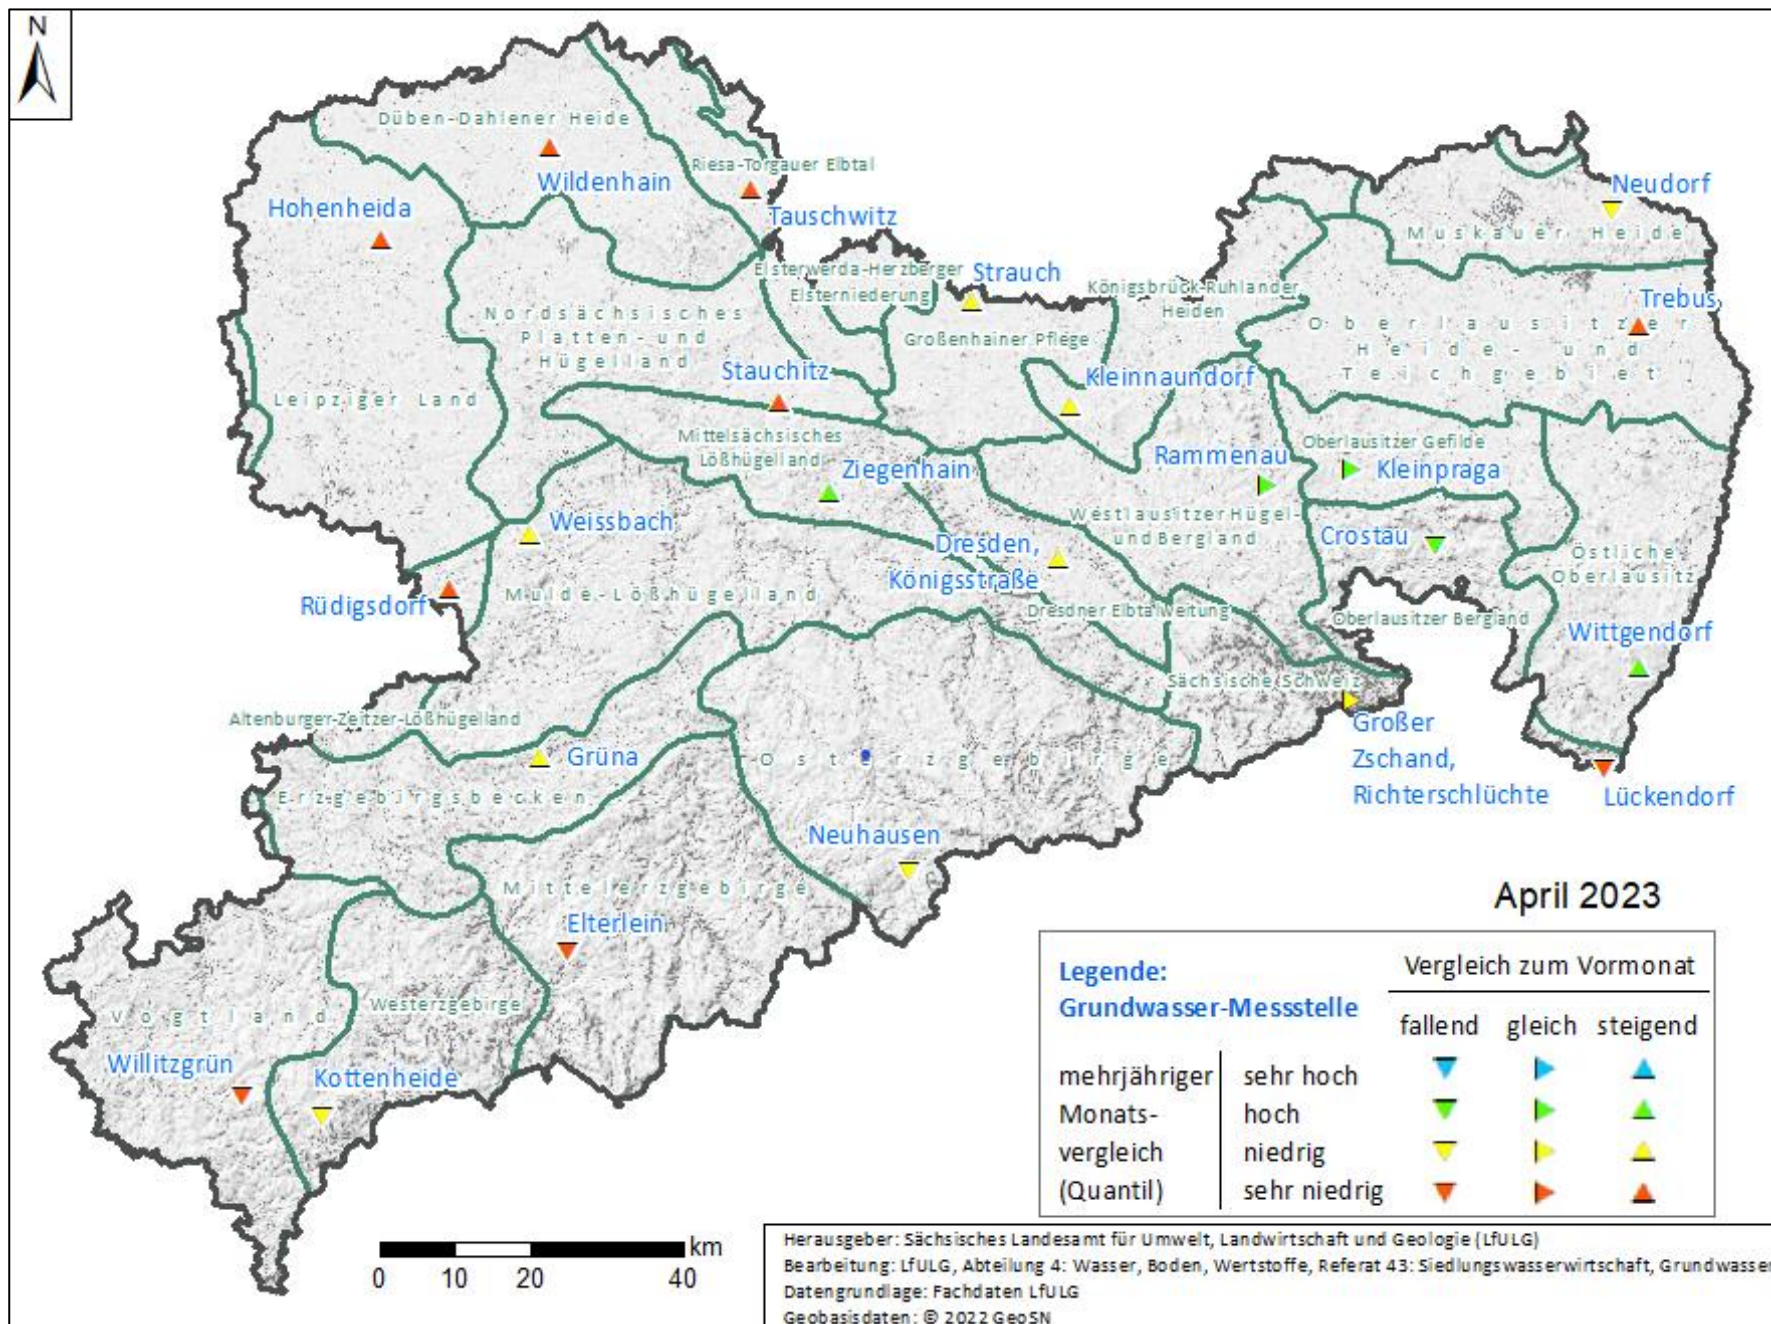 N
Düben-Dahlener Heide
Riesa-Torgauer Elbtal
Wildenhain
Neudorf
Hohenheida
Tauschwitz
Muskauer Heide
Elsterwerda-Herzberger
Elsterniederung
Strauch
Königsbrück-Ruhlander
Heiden
Trebus
Nordsächsisches
Platten- und
Hügelland
Großenhainer Pflege
Oberlausitzer
Heide- und
Teichgebiet
Stauchitz
Kleinnaundorf
Leipziger Land
Mittelsächsisches
Lößhügelland
Ziegenhain
Rammenau
Oberlausitzer Gefilde
Kleinpraga
Weissbach
Westlausitzer Hügel-
und Bergland
Crostau
Dresden,
Königsstraße
Östliche
Oberlausitz
Rüdigsdorf
Mulde-Lößhügelland
Dresdner Elbtalweitung
Oberlausitzer Bergland
Wittgendorf
Sächsische Schweiz
Altenburger-Zeitzer-Lößhügelland
Grüna
Osterzgebirge
Großer
Zschand,
Richterschlüchte
Lückendorf
Erzgebirgsbecken
Neuhausen
Mittelerzgebirge
Elterlein
Westerzgebirge
Vogtland
Willitzgrün
Kottenheide
April 2023
Legende:
Grundwasser-Messstelle
Vergleich zum Vormonat
fallend gleich steigend
mehrjähriger sehr hoch
Monats- hoch
vergleich niedrig
(Quantil) sehr niedrig
km
0 10 20 40
Herausgeber: Sächsisches Landesamt für Umwelt, Landwirtschaft und Geologie (LfULG)
Bearbeitung: LfULG, Abteilung 4: Wasser, Boden, Wertstoffe, Referat 43: Siedlungswasserwirtschaft, Grundwasser
Datengrundlage: Fachdaten LfULG
Geobasisdaten: © 2022 GeoSN